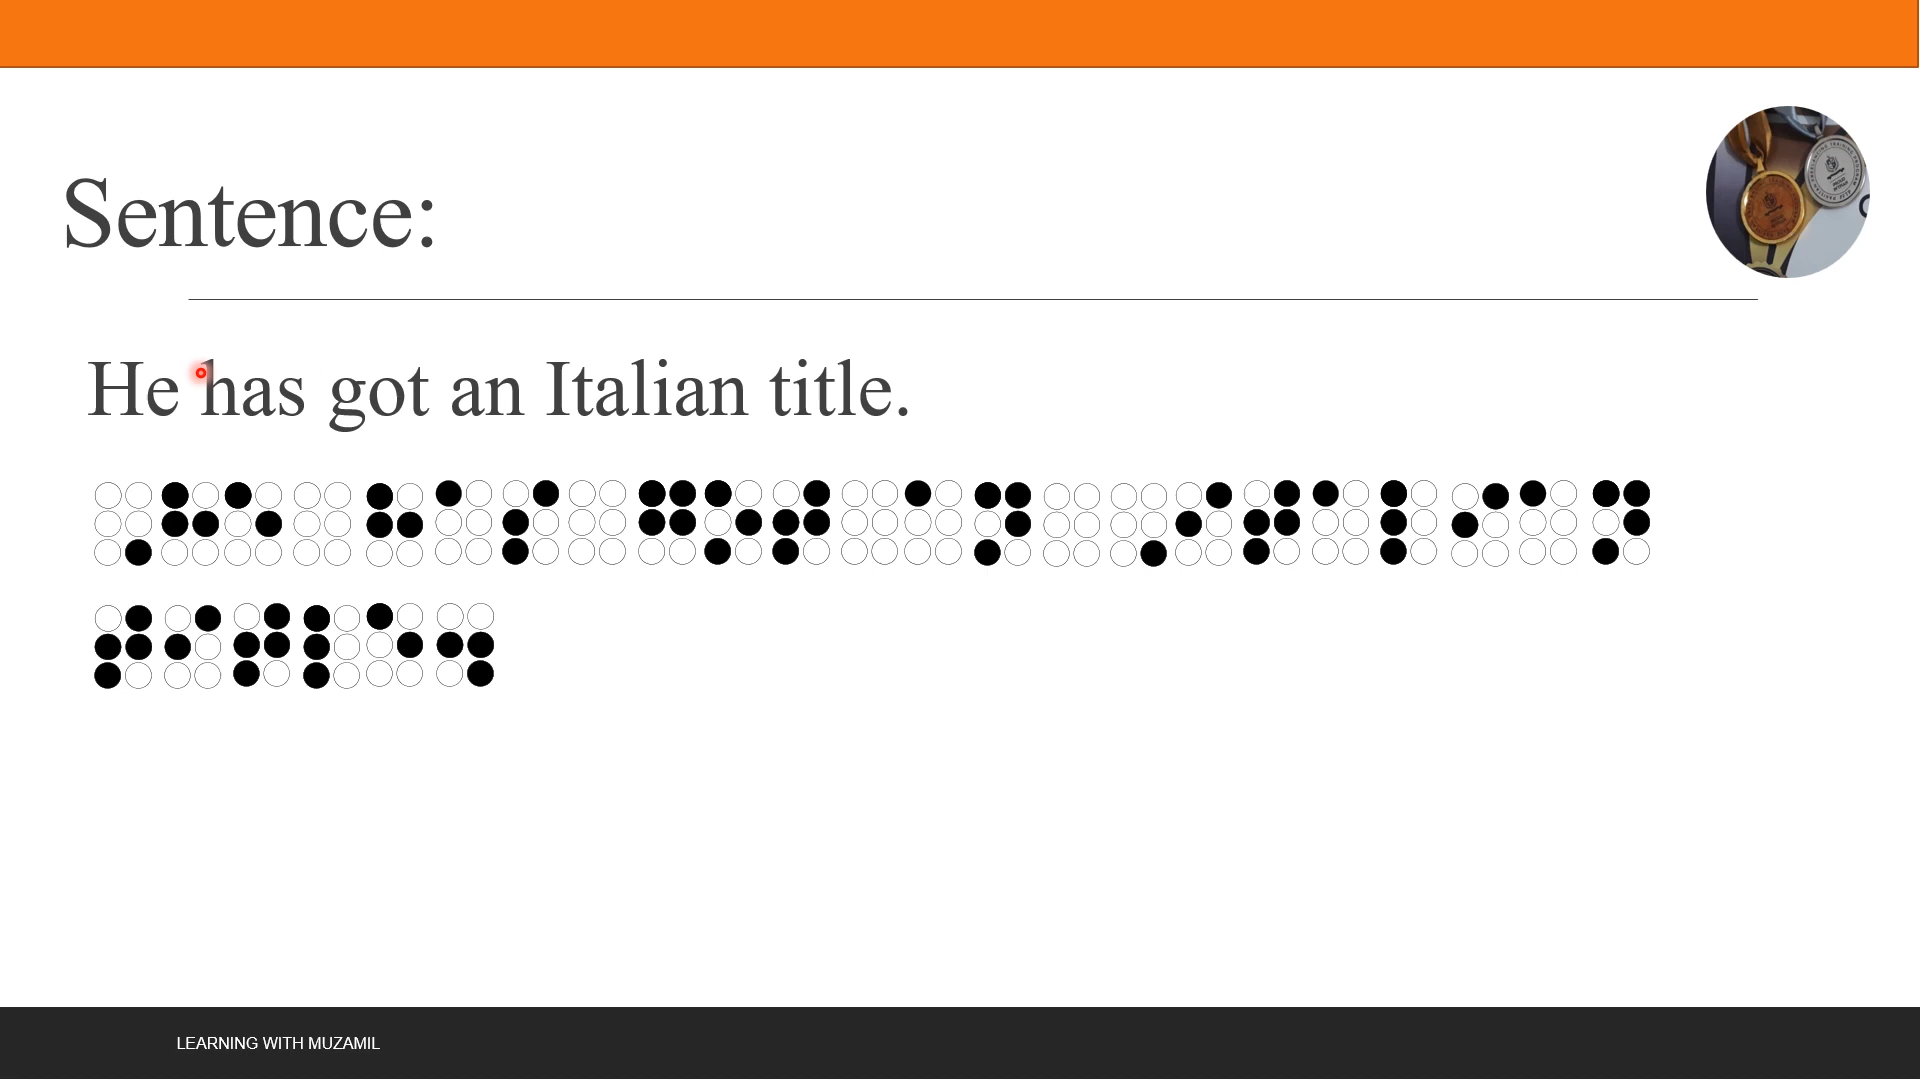 Sentence:
He has got an Italian title.
⠠⠓⠑⠀⠓⠁⠎⠀⠛⠕⠞⠀⠁⠝⠀⠠⠊⠞⠁⠇⠊⠁⠝
⠞⠊⠞⠇⠑⠲
LEARNING WITH MUZAMIL